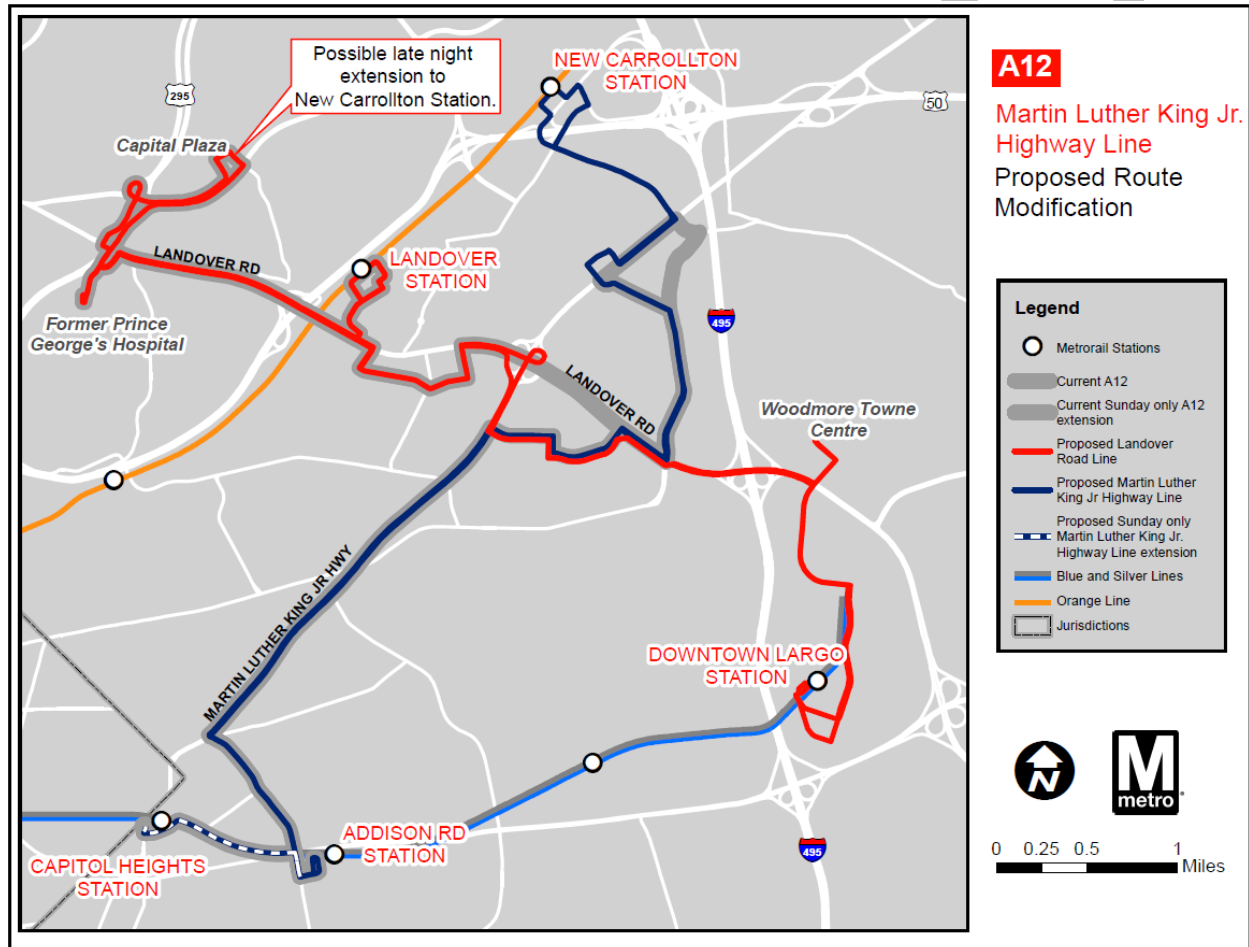 Possible late night
extension to
New Carrollton Station.
NEW CARROLLTON
STATION
295
50
Capital Plaza
LANDOVER RD
LANDOVER
STATION
Former Prince
George's Hospital
495
LANDOVER RD
Woodmore Towne
Centre
MARTIN LUTHER KING JR HWY
DOWNTOWN LARGO
STATION
ADDISON RD
STATION
CAPITOL HEIGHTS
STATION
495
A12
Martin Luther King Jr.
Highway Line
Proposed Route
Modification
Legend
Metrorail Stations
Current A12
Current Sunday only A12
extension
Proposed Landover
Road Line
Proposed Martin Luther
King Jr Highway Line
Proposed Sunday only
Martin Luther King Jr.
Highway Line extension
Blue and Silver Lines
Orange Line
Jurisdictions
N
M
metro
0 0.25 0.5 1
Miles